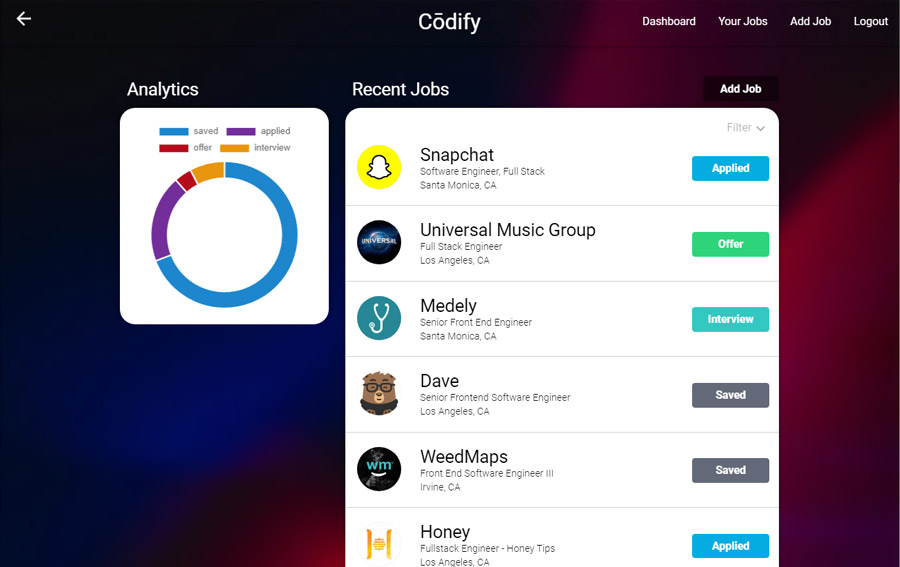 Cōdify
Dashboard
Your Jobs
Add Job
Logout
Analytics
saved
applied
offer
interview
Recent Jobs
Add Job
Filter
Snapchat
Software Engineer, Full Stack
Santa Monica, CA
Applied
UNIVERSAL
Universal Music Group
Full Stack Engineer
Los Angeles, CA
Offer
Medely
Senior Front End Engineer
Santa Monica, CA
Interview
Dave
Senior Frontend Software Engineer
Los Angeles, CA
Saved
wm
WeedMaps
Front End Software Engineer III
Irvine, CA
Saved
Honey
Fullstack Engineer - Honey Tips
Los Angeles, CA
Applied